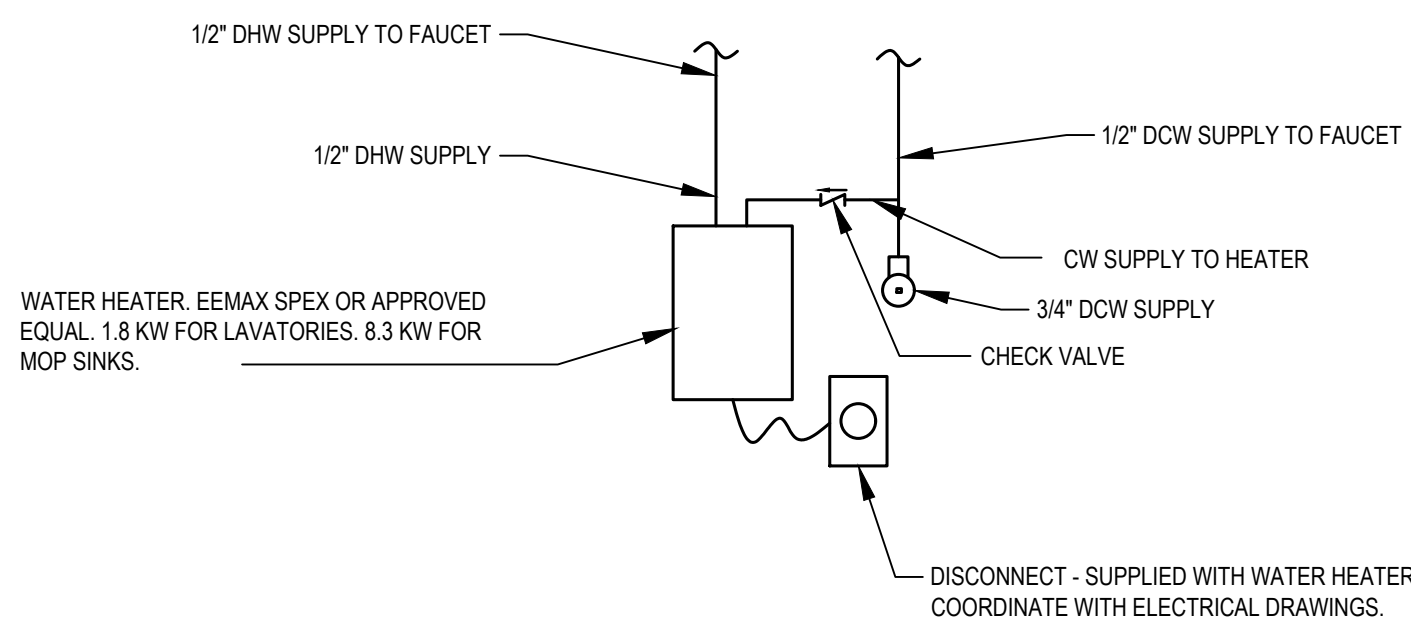 1/2" DHW SUPPLY TO FAUCET
1/2" DCW SUPPLY TO FAUCET
1/2" DHW SUPPLY
CW SUPPLY TO HEATER
WATER HEATER. EEMAX SPEX OR APPROVED
EQUAL. 1.8 KW FOR LAVATORIES. 8.3 KW FOR
MOP SINKS.
3/4" DCW SUPPLY
CHECK VALVE
DISCONNECT - SUPPLIED WITH WATER HEATER
COORDINATE WITH ELECTRICAL DRAWINGS.